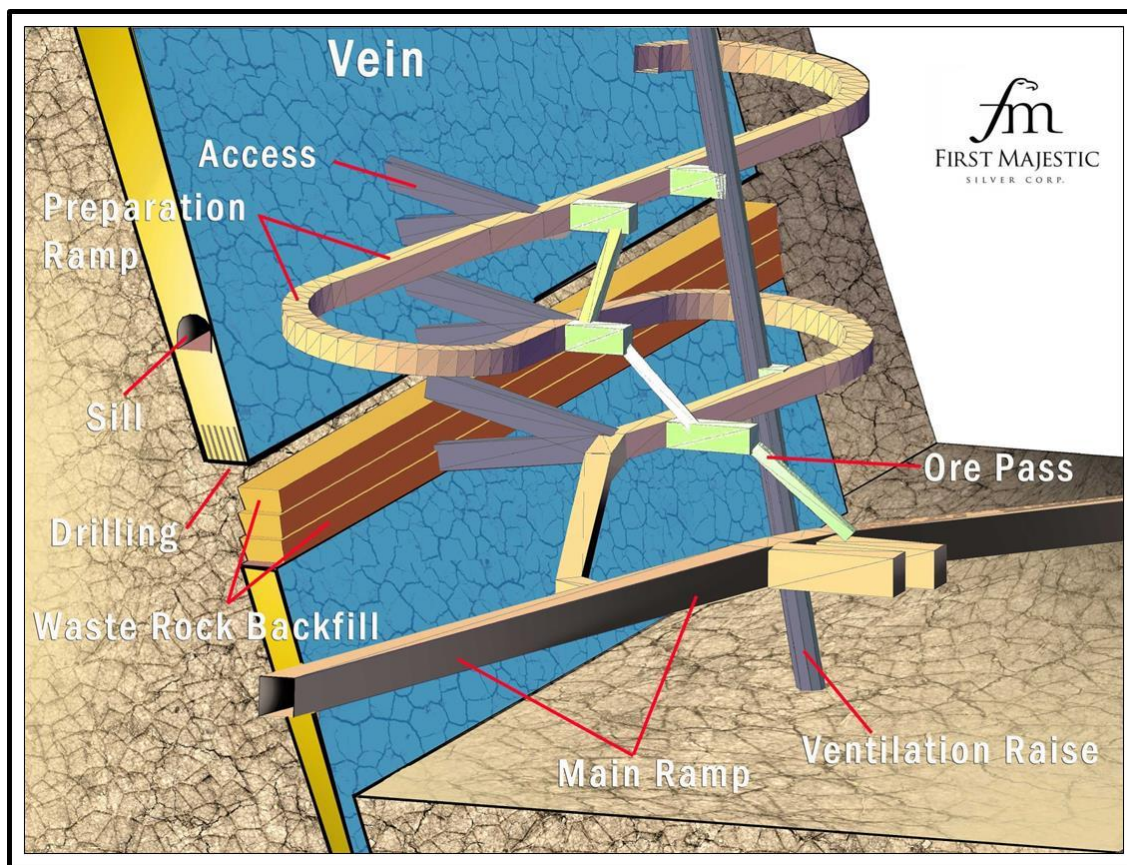 Vein
fm
FIRST MAJESTIC
SILVER CORP.
Access
Preparation
Ramp
Sill
Ore Pass
Drilling
Waste Rock Backfill
Ventilation Raise
Main Ramp